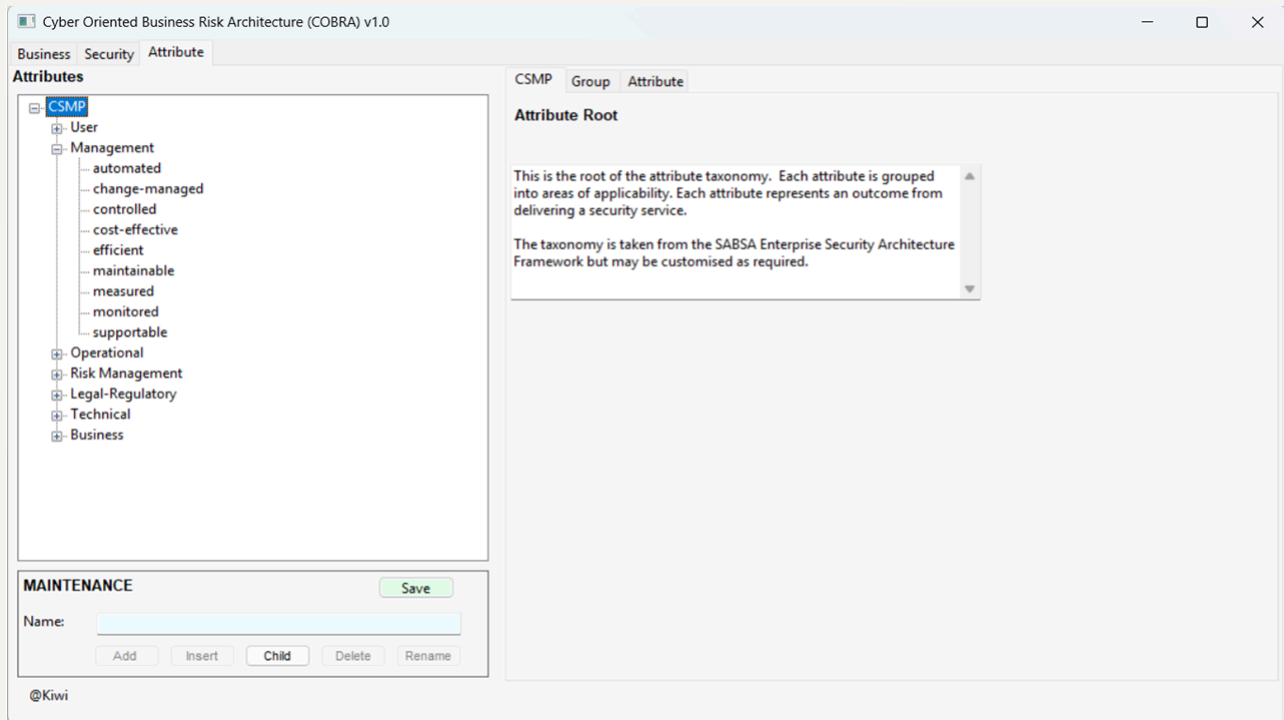 Cyber Oriented Business Risk Architecture (COBRA) v1.0
Business Security Attribute
Attributes
CSMP
User
Management
automated
change-managed
controlled
cost-effective
efficient
maintainable
measured
monitored
supportable
Operational
Risk Management
Legal-Regulatory
Technical
Business
MAINTENANCE
Save
Name:
Add Insert Child Delete Rename
@Kiwi
CSMP Group Attribute
Attribute Root
This is the root of the attribute taxonomy. Each attribute is grouped
into areas of applicability. Each attribute represents an outcome from
delivering a security service.
The taxonomy is taken from the SABSA Enterprise Security Architecture
Framework but may be customised as required.